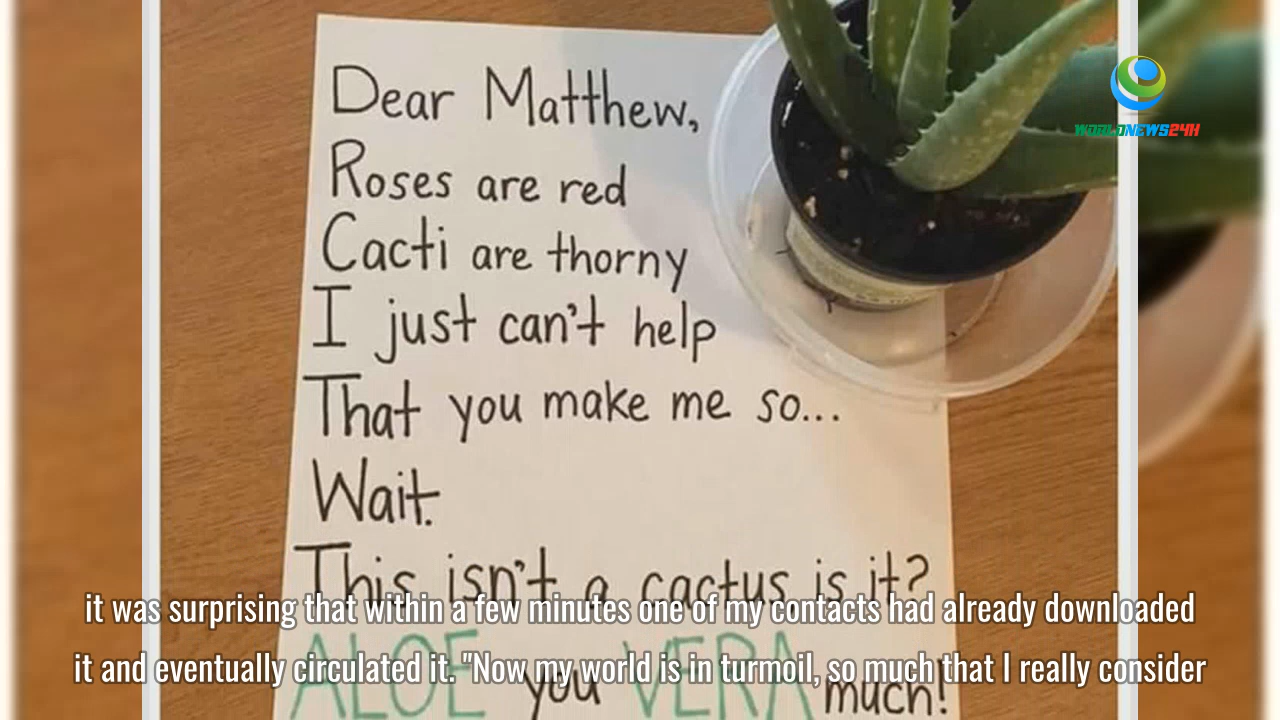 Dear Matthew,
Roses are red
Cacti are thorny
I just can't help
That you make me so...
Wait.
This isn't a cactus is it?
ALOE you VERA much!
WORLDNEWS24H
it was surprising that within a few minutes one of my contacts had already downloaded
it and eventually circulated it. "Now my world is in turmoil, so much that I really consider